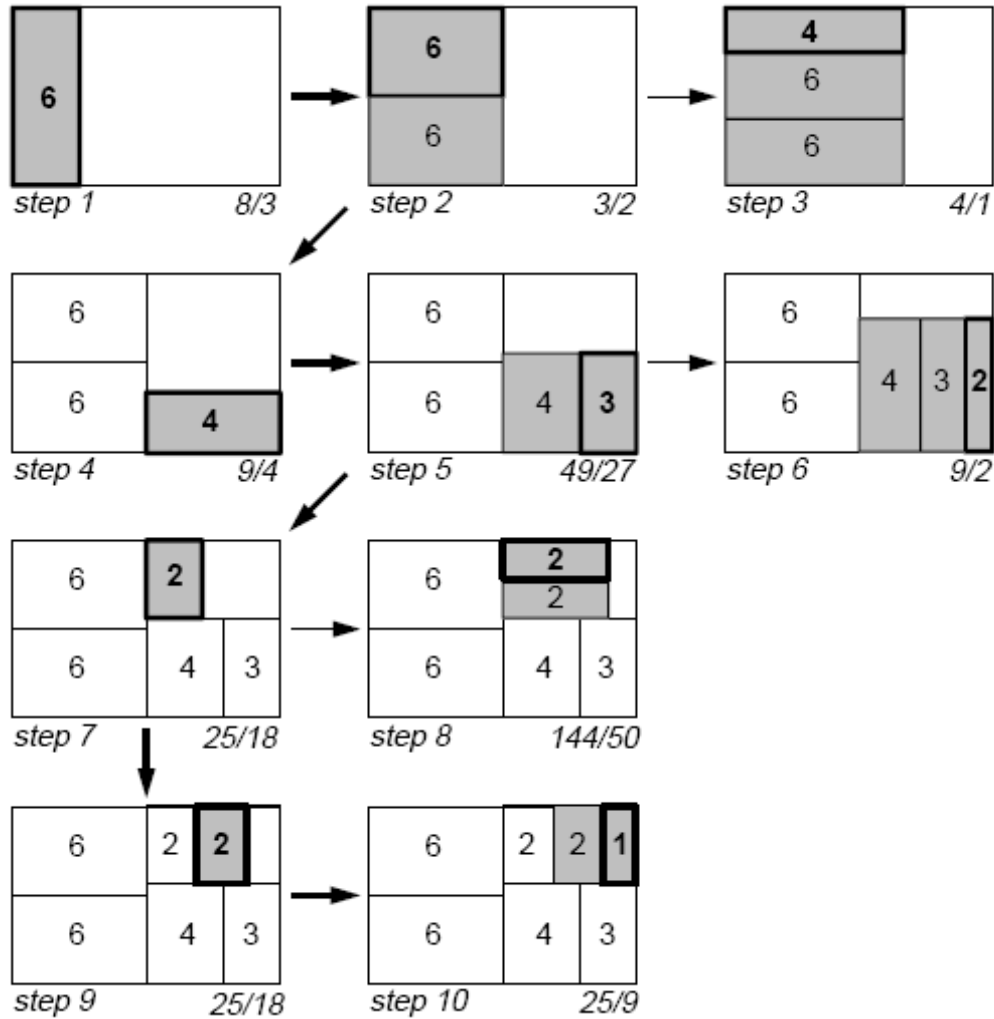 6
step 1 8/3
6
6
step 2 3/2
4
6
6
step 3 4/1
6
6
4
step 4 9/4
6
6
4 3
step 5 49/27
6
6
4 3 2
step 6 9/2
6 2
6 4 3
step 7 25/18
6 2
2
6 4 3
step 8 144/50
6 2 2
6 4 3
step 9 25/18
6 2 2 1
6 4 3
step 10 25/9